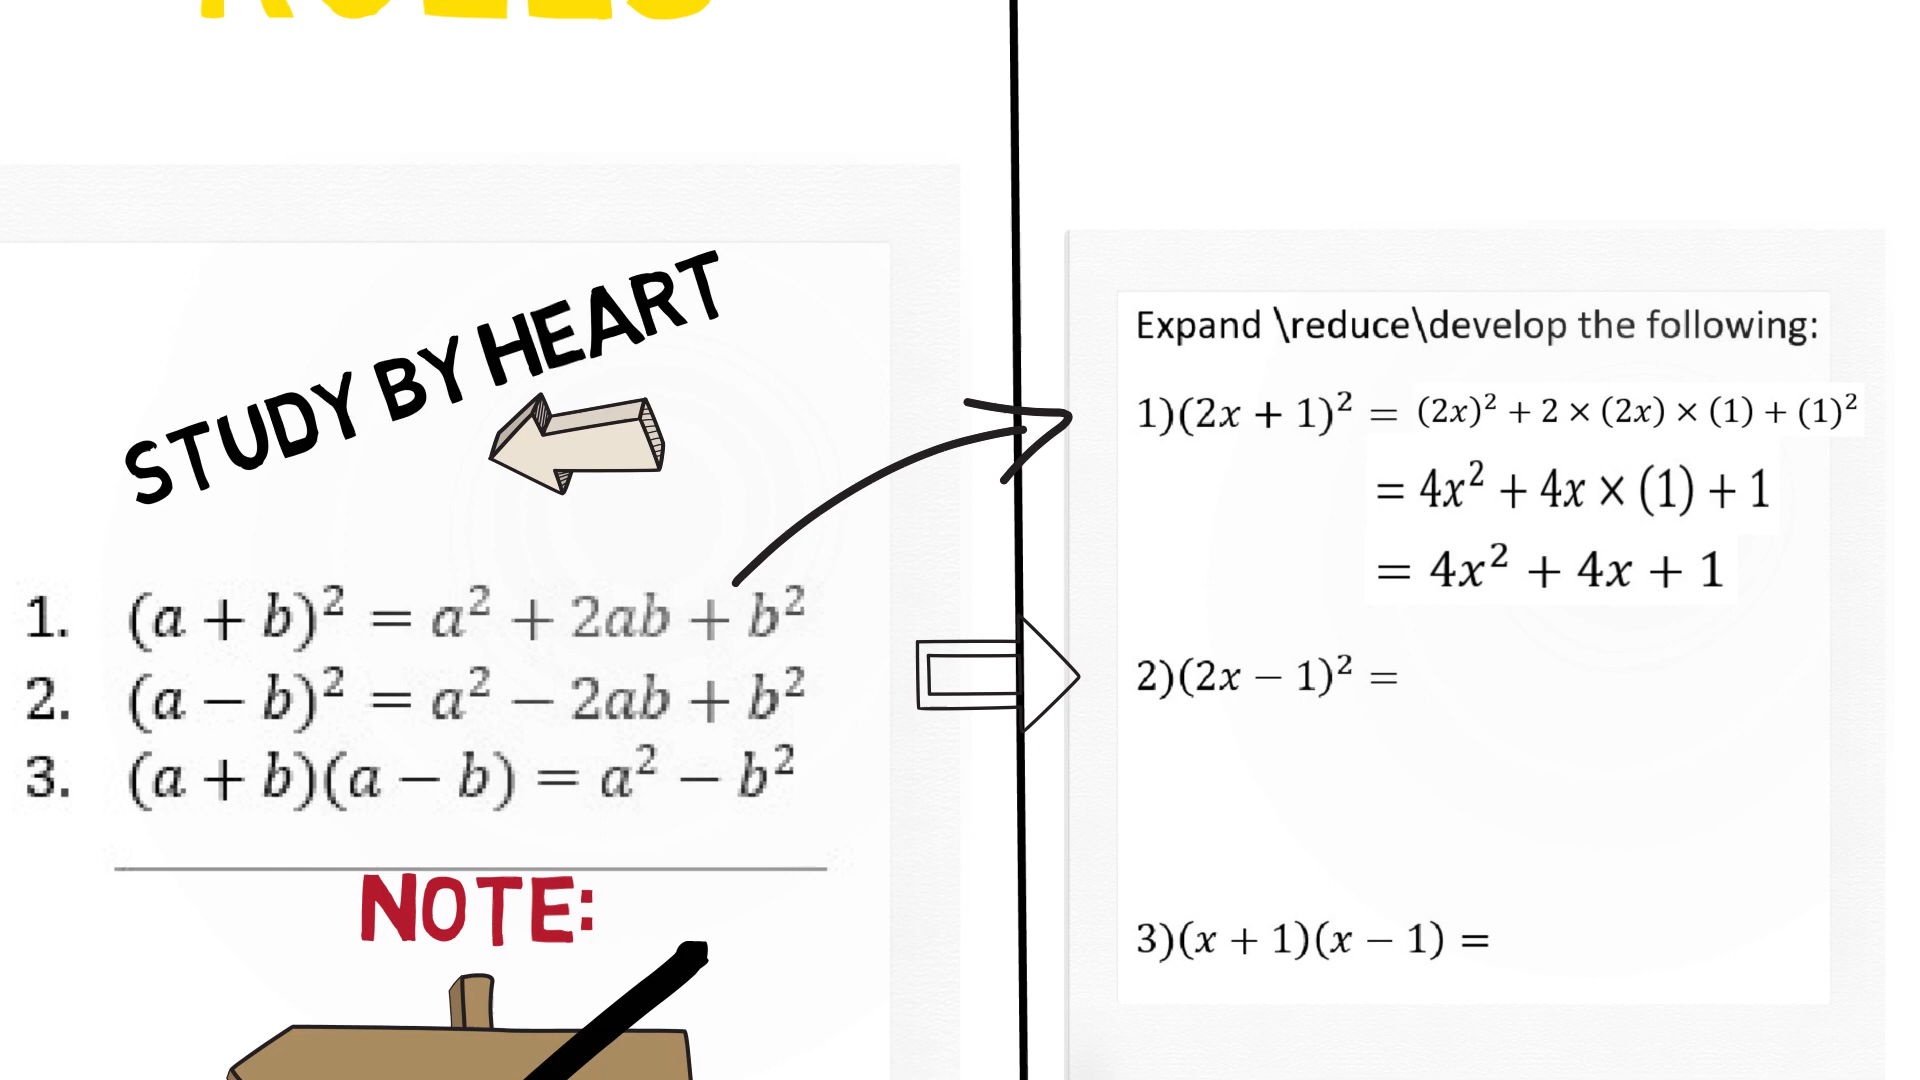 STUDY BY HEART
1. (a + b)² = a² + 2ab + b²
2. (a − b)² = a² − 2ab + b²
3. (a + b)(a − b) = a² − b²
NOTE:
Expand \reduce\develop the following:
1)(2x + 1)² = (2x)² + 2 × (2x) × (1) + (1)²
= 4x² + 4x × (1) + 1
= 4x² + 4x + 1
2)(2x − 1)² =
3)(x + 1)(x − 1) =